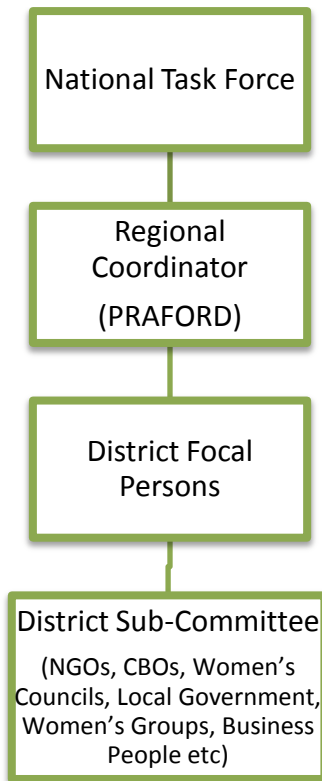 National Task Force
Regional
Coordinator
(PRAFORD)
District Focal
Persons
District Sub-Committee
(NGOs, CBOs, Women’s
Councils, Local Government,
Women’s Groups, Business
People etc)